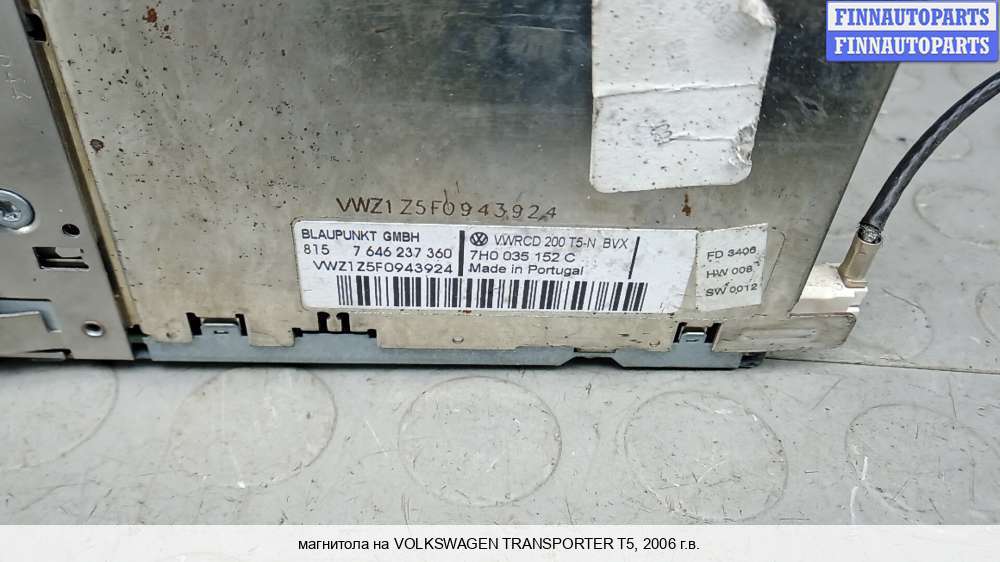 FINNAUTOPARTS
FINNAUTOPARTS
VWZ1Z5F0943924
BLAUPUNKT GMBH
815 7 646 237 360
VWZ1Z5F0943924
VWRCD 200 T5-N BVX
7H0 035 152 C
Made in Portugal
FD 3406
HW 008
SW 0012
магнитола на VOLKSWAGEN TRANSPORTER T5, 2006 г.в.